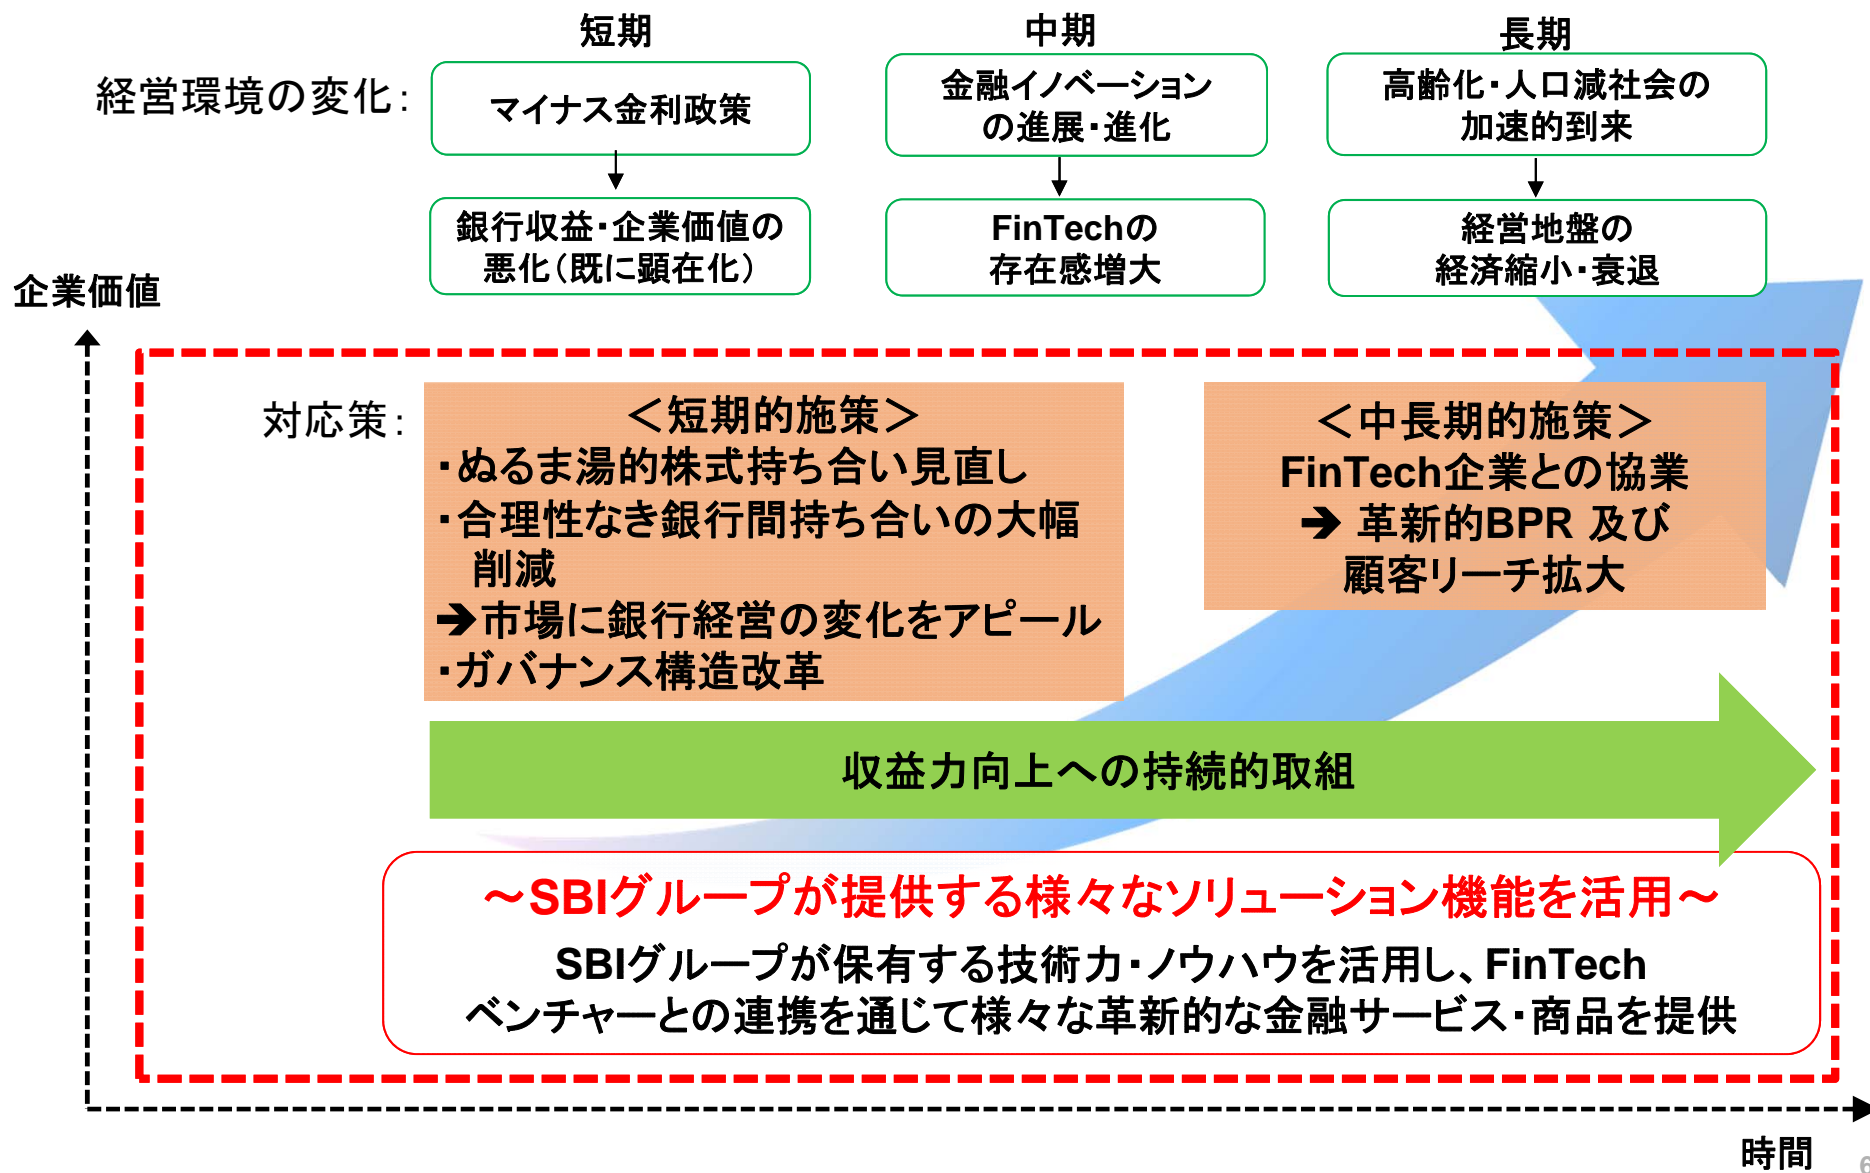 短期
中期
長期
経営環境の変化:
マイナス金利政策
金融イノベーション
の進展・進化
高齢化・人口減社会の
加速的到来
銀行収益・企業価値の
悪化(既に顕在化)
FinTechの
存在感増大
経営地盤の
経済縮小・衰退
企業価値
対応策:
＜短期的施策＞
・ぬるま湯的株式持ち合い見直し
・合理性なき銀行間持ち合いの大幅
削減
➔市場に銀行経営の変化をアピール
・ガバナンス構造改革
＜中長期的施策＞
FinTech企業との協業
➔ 革新的BPR 及び
顧客リーチ拡大
収益力向上への持続的取組
～SBIグループが提供する様々なソリューション機能を活用～
SBIグループが保有する技術力・ノウハウを活用し、FinTech
ベンチャーとの連携を通じて様々な革新的な金融サービス・商品を提供
時間